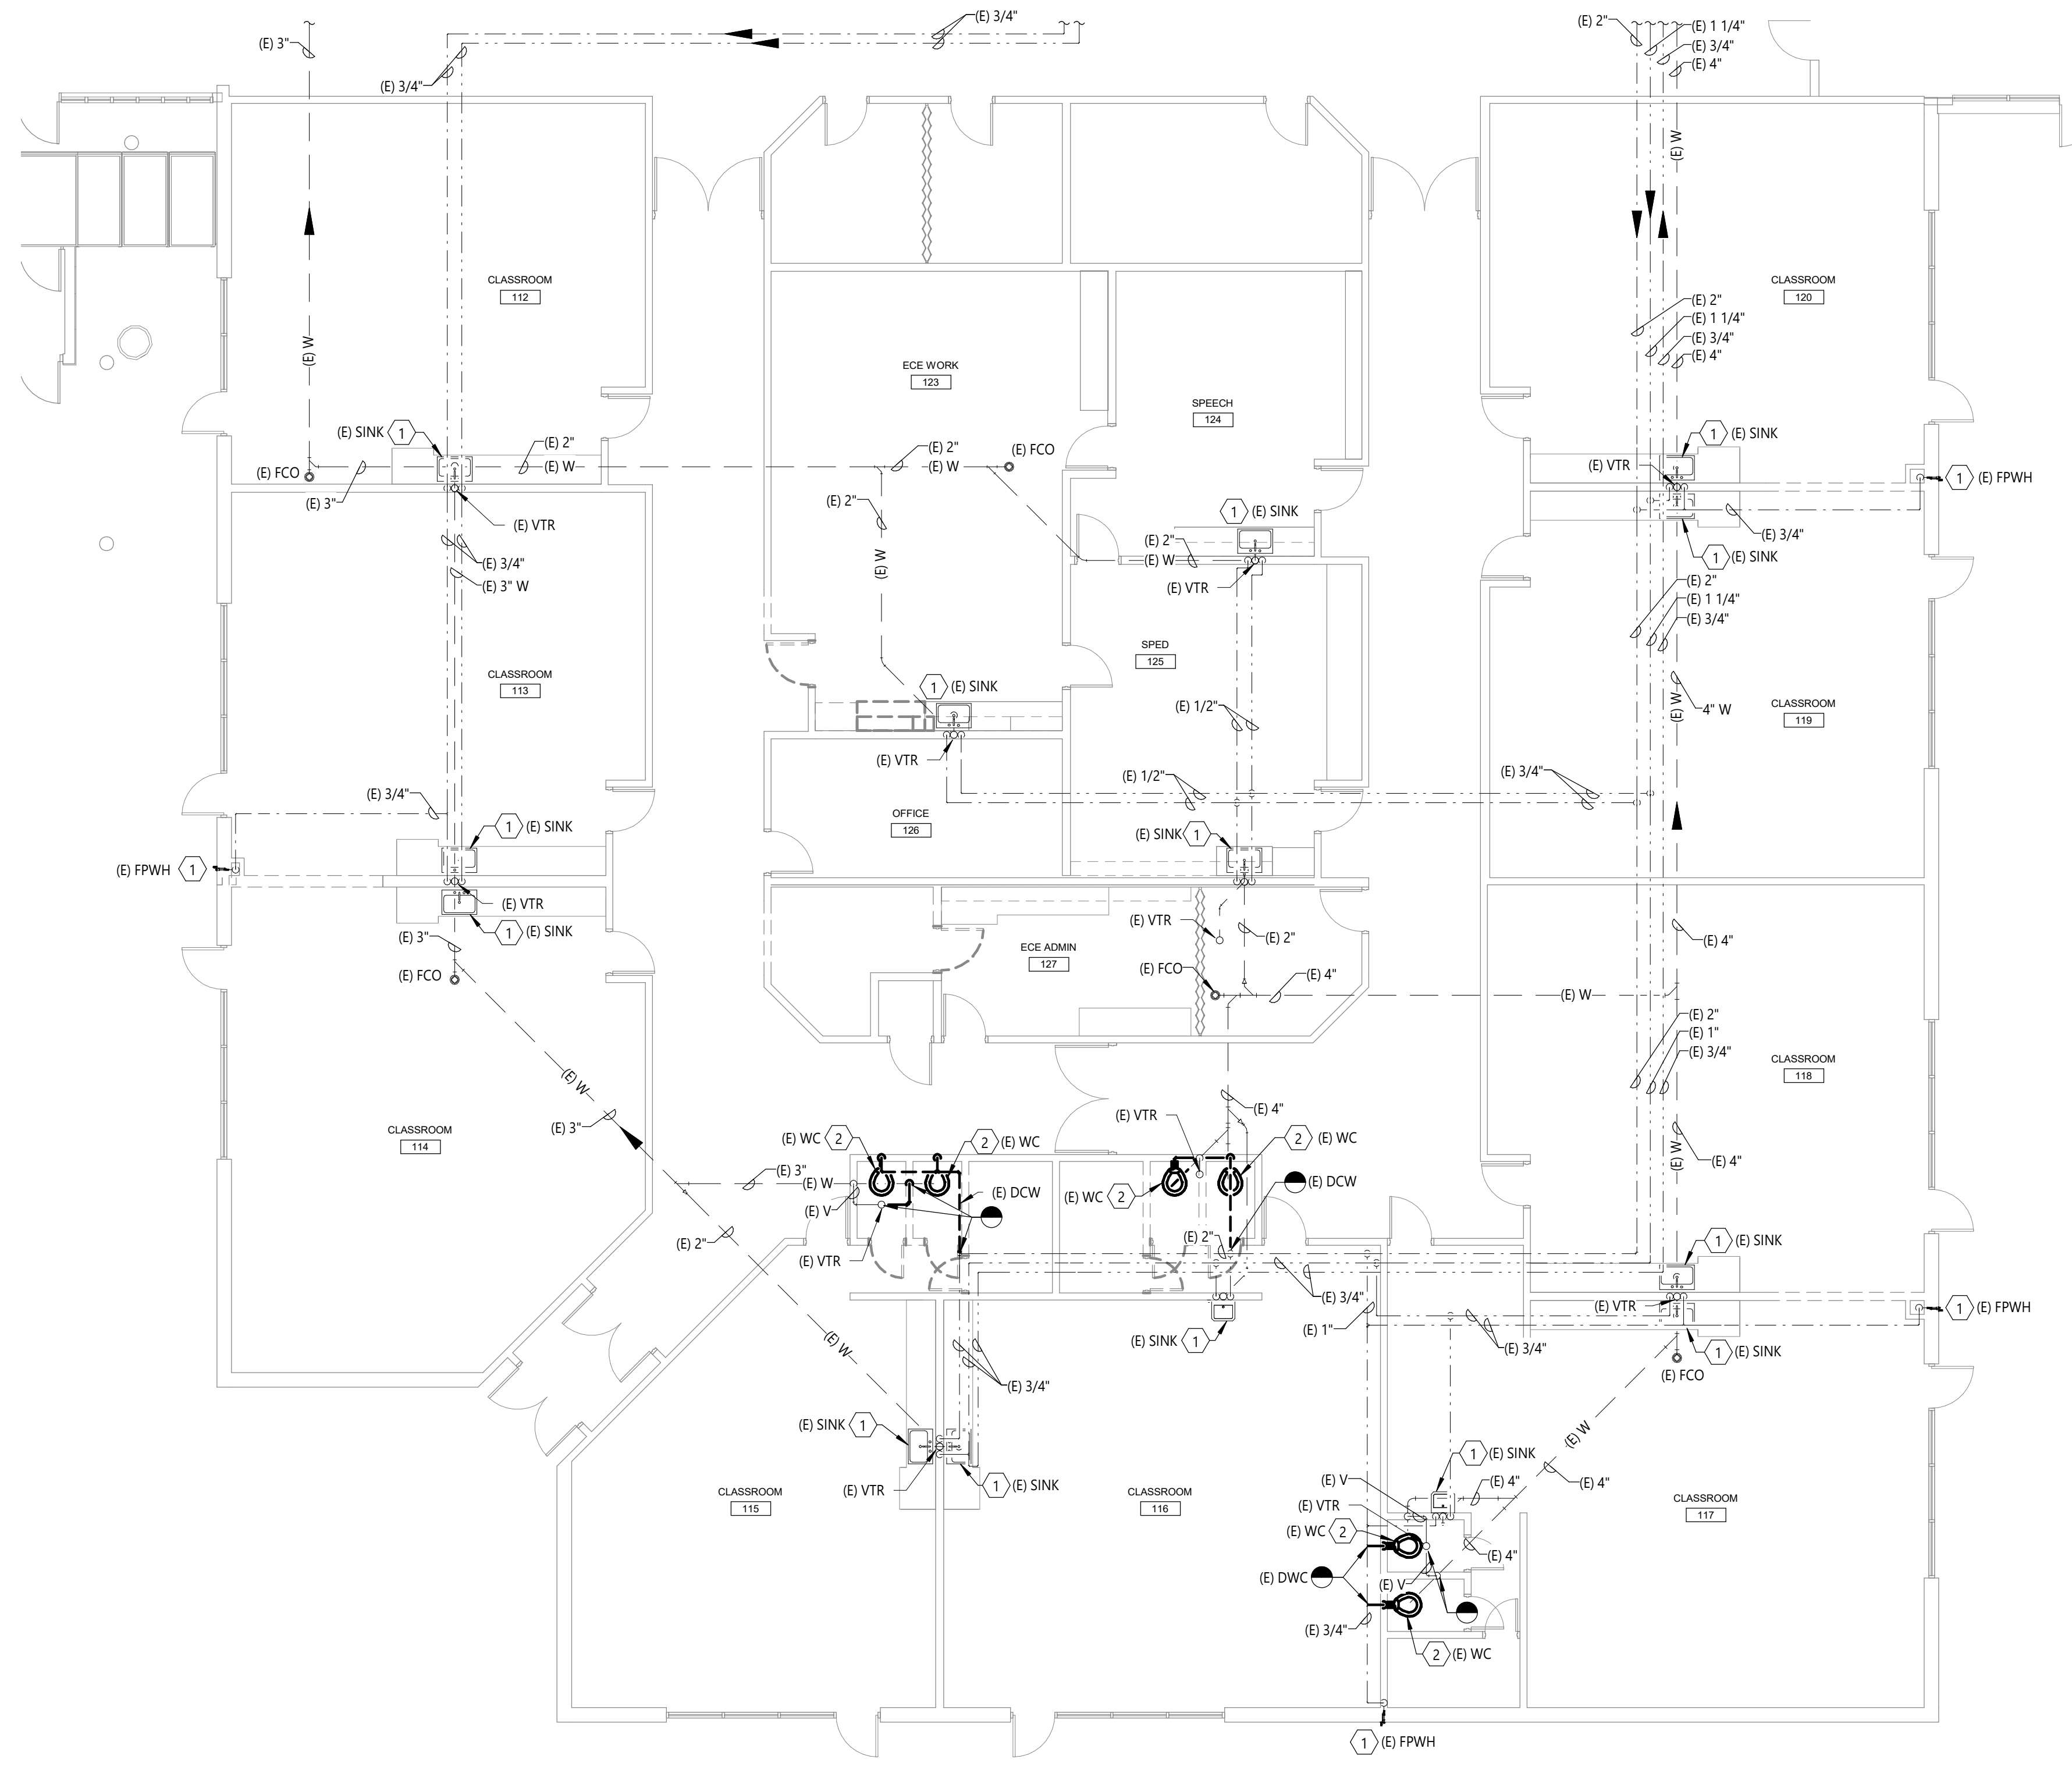 (E) 3/4"
(E) 3"
(E) 3/4"
(E) 2"
(E) 1 1/4"
(E) 3/4"
(E) 4"
(E) W
CLASSROOM
112
CLASSROOM
120
(E) 2"
(E) 1 1/4"
(E) 3/4"
(E) 4"
(E) W
ECE WORK
123
SPEECH
124
(E) SINK
1
(E) 2"
(E) W
(E) FCO
(E) 3"
(E) VTR
(E) 2"
(E) W
(E) FCO
(E) 2"
(E) W
1
(E) SINK
(E) VTR
1
(E) FPWH
(E) 3/4"
1
(E) SINK
1
(E) SINK
(E) 2"
(E) W
(E) VTR
(E) 3/4"
(E) 3" W
(E) 2"
(E) 1 1/4"
(E) 3/4"
SPED
125
CLASSROOM
113
1
(E) SINK
(E) VTR
(E) 1/2"
(E) W
4" W
CLASSROOM
119
(E) 1/2"
(E) 3/4"
(E) 3/4"
OFFICE
126
1
(E) SINK
(E) SINK
1
(E) FPWH
1
(E) VTR
1
(E) SINK
(E) 3"
(E) FCO
(E) VTR
(E) 2"
ECE ADMIN
127
(E) FCO
(E) 4"
(E) W
(E) 4"
(E) 2"
(E) 1"
(E) 3/4"
CLASSROOM
118
(E) W
(E) 3"
CLASSROOM
114
(E) 4"
(E) VTR
(E) WC
2
2
(E) WC
2
(E) WC
(E) W
(E) 4"
(E) 3"
(E) W
(E) DCW
(E) WC
2
(E) DCW
(E) V
(E) 2"
(E) VTR
(E) 2"
1
(E) SINK
(E) 3/4"
(E) VTR
1
(E) FPWH
(E) 1"
(E) SINK
1
(E) 3/4"
1
(E) SINK
(E) FCO
(E) W
(E) 3/4"
(E) SINK
1
(E) W
1
(E) SINK
(E) V
(E) 4"
(E) 4"
(E) VTR
1
(E) SINK
CLASSROOM
115
CLASSROOM
116
CLASSROOM
117
(E) VTR
(E) WC
2
(E) 4"
(E) DWC
(E) V
(E) 3/4"
2
(E) WC
1
(E) FPWH